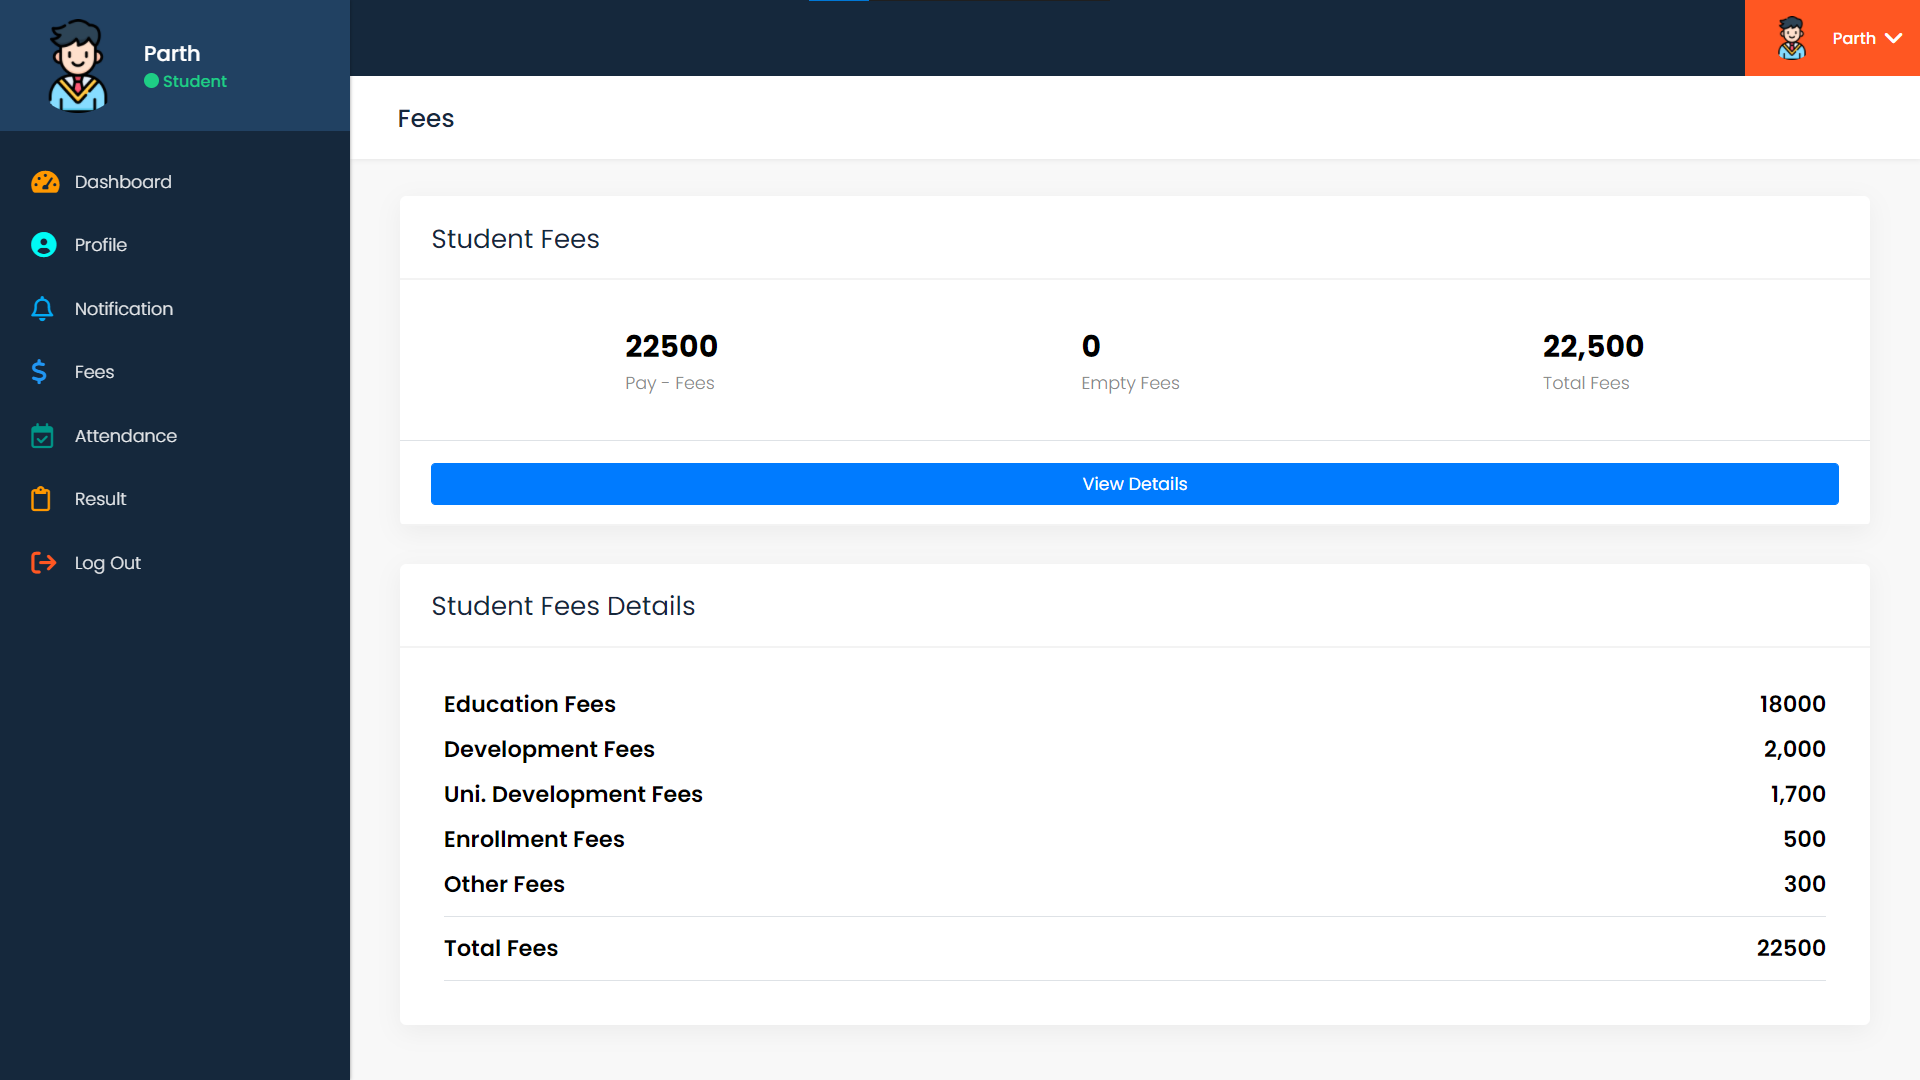 Parth
Student
Parth
Dashboard
Profile
Notification
Fees
Attendance
Result
Log Out
Fees
Student Fees
22500 0 22,500
Pay - Fees Empty Fees Total Fees
View Details
Student Fees Details
Education Fees 18000
Development Fees 2,000
Uni. Development Fees 1,700
Enrollment Fees 500
Other Fees 300
Total Fees 22500